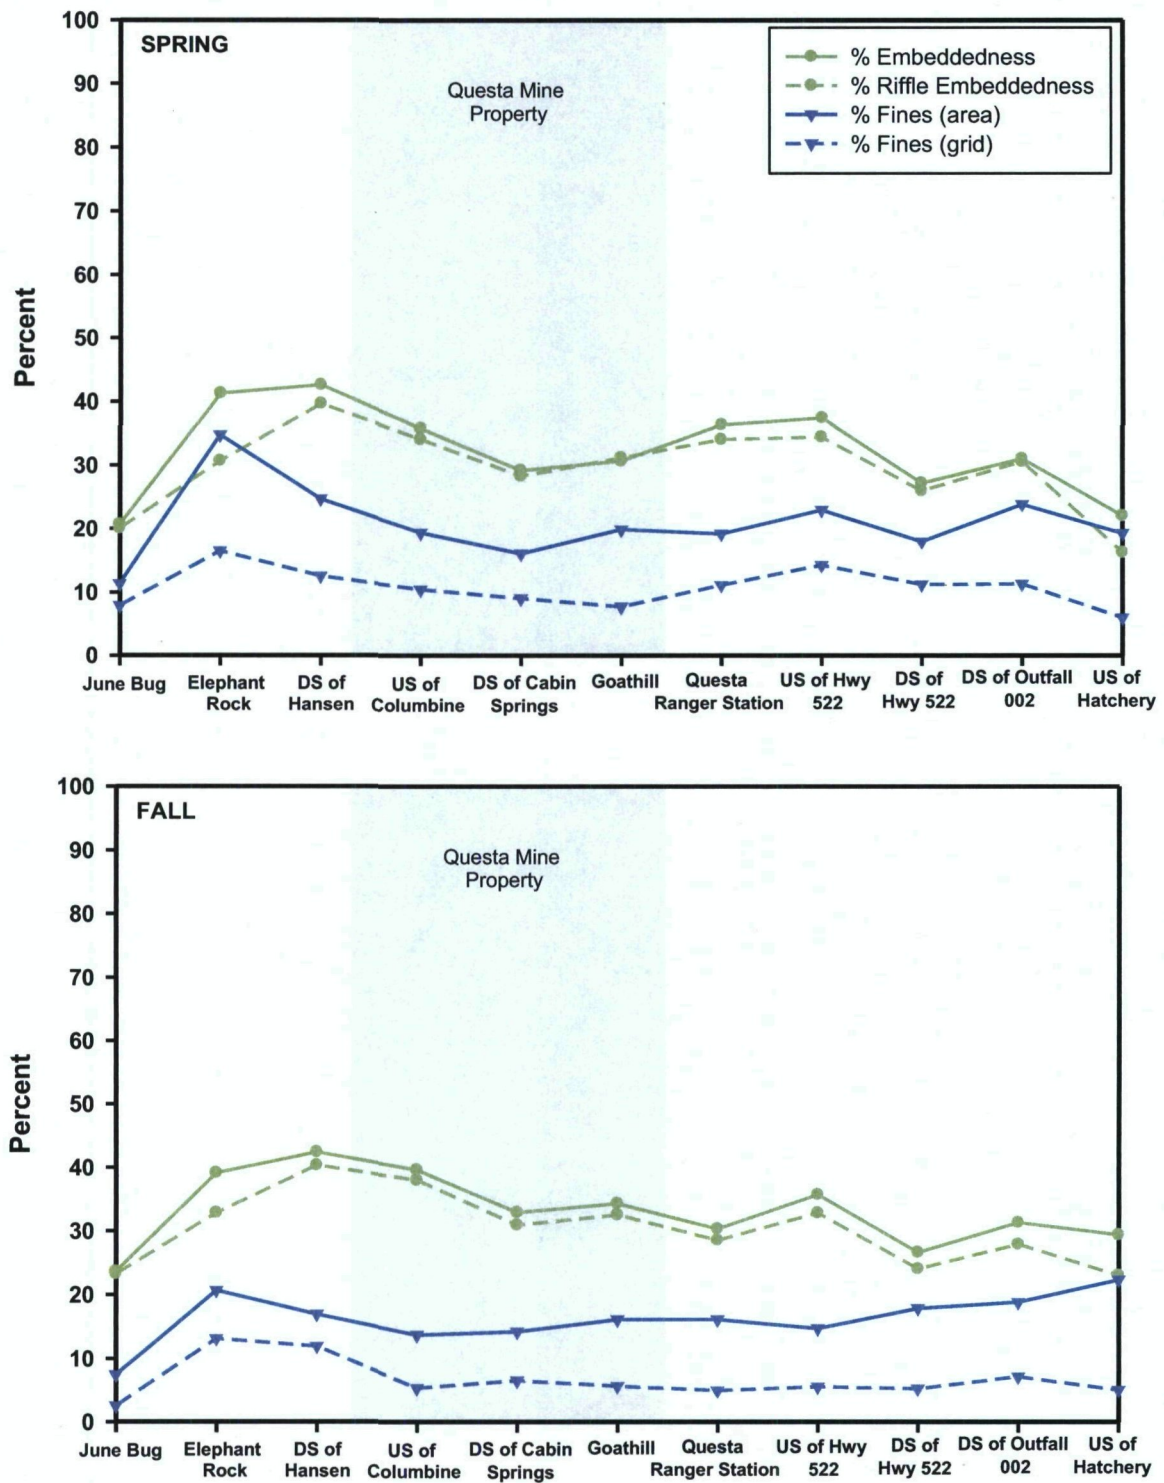 SPRING
Questa Mine
Property
% Embeddedness
% Riffle Embeddedness
% Fines (area)
% Fines (grid)
Percent
100
90
80
70
60
50
40
30
20
10
0
June Bug
Elephant
Rock
DS of
Hansen
US of
Columbine
DS of Cabin
Springs
Goathill
Questa
Ranger Station
US of Hwy
522
DS of
Hwy 522
DS of Outfall
002
US of
Hatchery
FALL
Questa Mine
Property
Percent
100
90
80
70
60
50
40
30
20
10
0
June Bug
Elephant
Rock
DS of
Hansen
US of
Columbine
DS of Cabin
Springs
Goathill
Questa
Ranger Station
US of Hwy
522
DS of
Hwy 522
DS of Outfall
002
US of
Hatchery